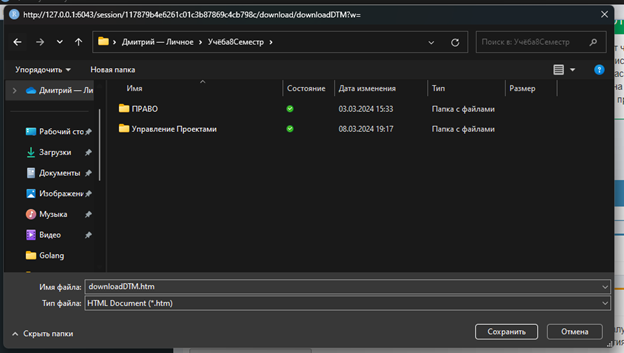 http://127.0.0.1:6043/session/117879b4e6261c01c3b87869c4cb798c/download/downloadDTM?w=
Дмитрий — Личное > Учёба8Семестр >
Поиск в: Учёба8Семестр
Упорядочить
Новая папка
Дмитрий — Ли
Имя
Состояние
Дата изменения
Тип
Размер
ПРАВО
03.03.2024 15:33
Папка с файлами
Управление Проектами
08.03.2024 19:17
Папка с файлами
Рабочий сто
Загрузки
Документы
Изображени
Музыка
Видео
Golang
Имя файла: downloadDTM.htm
Тип файла: HTML Document (*.htm)
Скрыть папки
Сохранить
Отмена